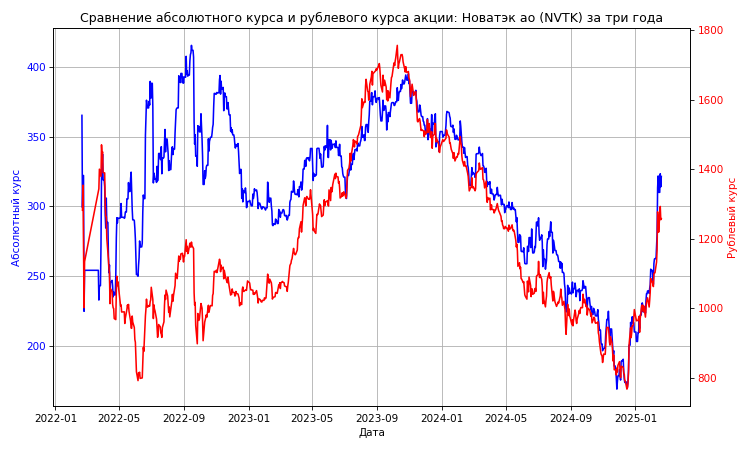 Сравнение абсолютного курса и рублевого курса акции: Новатэк ао (NVTK) за три года
Абсолютный курс
400
350
300
250
200
1800
1600
1400
1200
1000
800
Рублевый курс
2022-01 2022-05 2022-09 2023-01 2023-05 2023-09 2024-01 2024-05 2024-09 2025-01
Дата